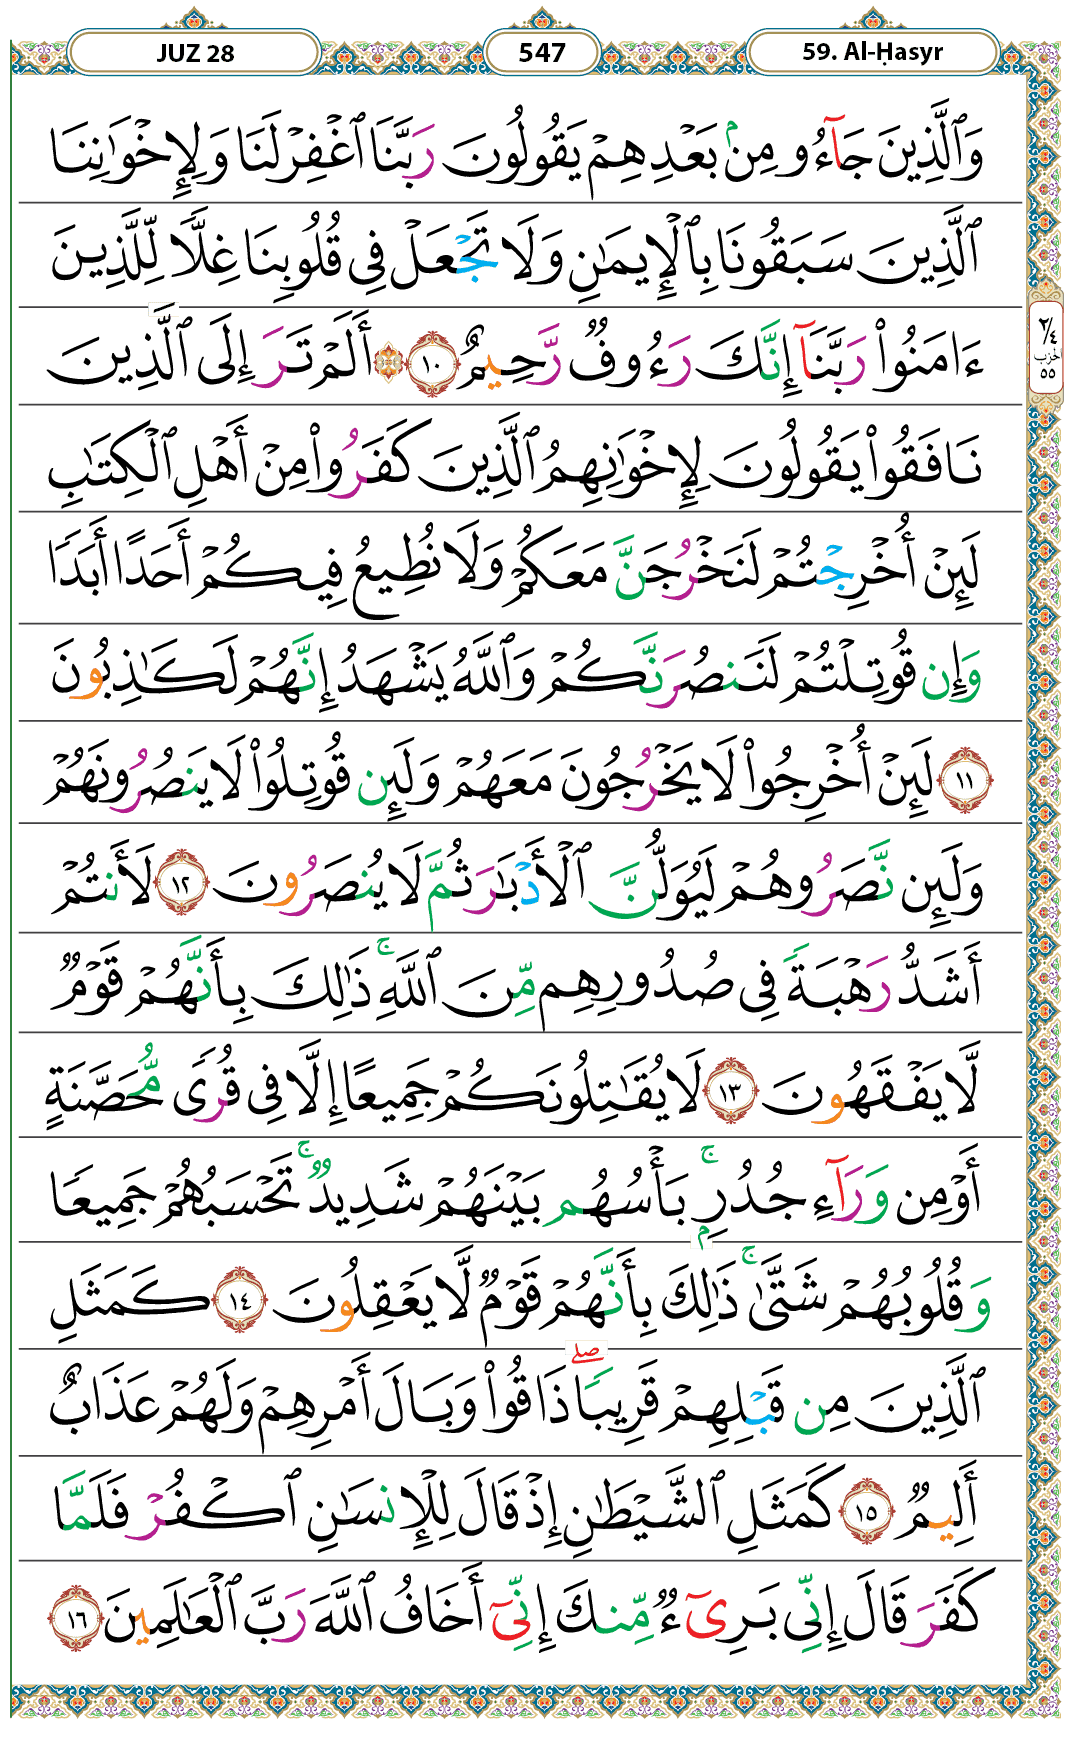 JUZ 28
547
59. Al-Ḥasyr
وَٱلَّذِينَ جَآءُو مِنۢ بَعْدِهِمْ يَقُولُونَ رَبَّنَا ٱغْفِرْ لَنَا وَلِإِخْوَٰنِنَا
ٱلَّذِينَ سَبَقُونَا بِٱلْإِيمَٰنِ وَلَا تَجْعَلْ فِى قُلُوبِنَا غِلًّا لِّلَّذِينَ
ءَامَنُوا۟ رَبَّنَآ إِنَّكَ رَءُوفٌ رَّحِيمٌ ١٠ ۞ أَلَمْ تَرَ إِلَى ٱلَّذِينَ
نَافَقُوا۟ يَقُولُونَ لِإِخْوَٰنِهِمُ ٱلَّذِينَ كَفَرُوا۟ مِنْ أَهْلِ ٱلْكِتَٰبِ
لَئِنْ أُخْرِجْتُمْ لَنَخْرُجَنَّ مَعَكُمْ وَلَا نُطِيعُ فِيكُمْ أَحَدًا أَبَدًا
وَإِن قُوتِلْتُمْ لَنَنصُرَنَّكُمْ وَٱللَّهُ يَشْهَدُ إِنَّهُمْ لَكَٰذِبُونَ
١١ لَئِنْ أُخْرِجُوا۟ لَا يَخْرُجُونَ مَعَهُمْ وَلَئِن قُوتِلُوا۟ لَا يَنصُرُونَهُمْ
وَلَئِن نَّصَرُوهُمْ لَيُوَلُّنَّ ٱلْأَدْبَٰرَ ثُمَّ لَا يُنصَرُونَ ١٢ لَأَنتُمْ
أَشَدُّ رَهْبَةً فِى صُدُورِهِم مِّنَ ٱللَّهِ ۚ ذَٰلِكَ بِأَنَّهُمْ قَوْمٌ
لَّا يَفْقَهُونَ ١٣ لَا يُقَٰتِلُونَكُمْ جَمِيعًا إِلَّا فِى قُرًى مُّحَصَّنَةٍ
أَوْ مِن وَرَآءِ جُدُرٍۭ ۚ بَأْسُهُم بَيْنَهُمْ شَدِيدٌ ۚ تَحْسَبُهُمْ جَمِيعًا
وَقُلُوبُهُمْ شَتَّىٰ ۚ ذَٰلِكَ بِأَنَّهُمْ قَوْمٌ لَّا يَعْقِلُونَ ١٤ كَمَثَلِ
ٱلَّذِينَ مِن قَبْلِهِمْ قَرِيبًا ۖ ذَاقُوا۟ وَبَالَ أَمْرِهِمْ وَلَهُمْ عَذَابٌ
أَلِيمٌ ١٥ كَمَثَلِ ٱلشَّيْطَٰنِ إِذْ قَالَ لِلْإِنسَٰنِ ٱكْفُرْ فَلَمَّا
كَفَرَ قَالَ إِنِّى بَرِىٓءٌ مِّنكَ إِنِّىٓ أَخَافُ ٱللَّهَ رَبَّ ٱلْعَٰلَمِينَ ١٦
٢/٤
حزب
٥٥